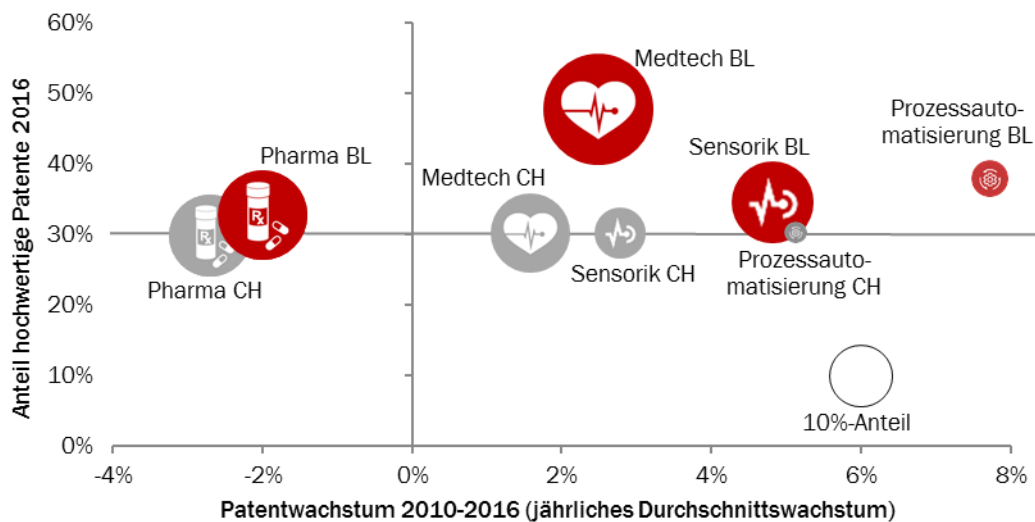 60%
50%
40%
30%
20%
10%
0%
Anteil hochwertige Patente 2016
Medtech BL
Prozessauto-
matisierung BL
Pharma BL
Sensorik BL
Medtech CH
Rx
Rx
Pharma CH
Sensorik CH
Prozessauto-
matisierung CH
10%-Anteil
-4%
-2%
0%
2%
4%
6%
8%
Patentwachstum 2010-2016 (jährliches Durchschnittswachstum)